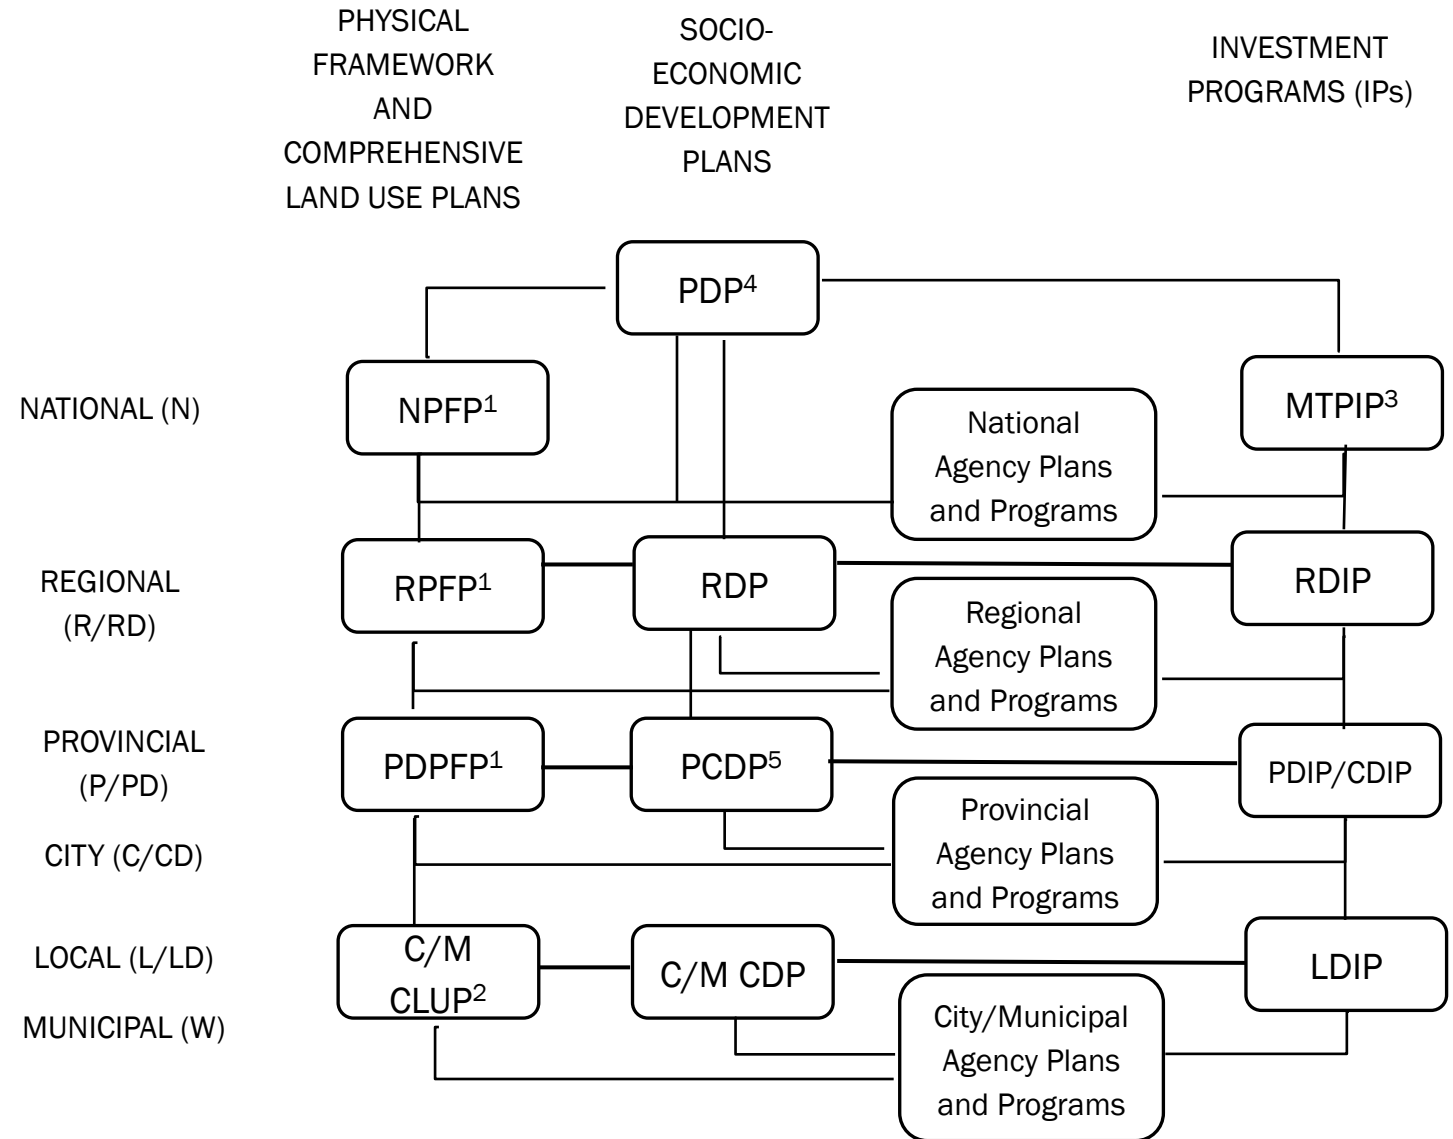 PHYSICAL
FRAMEWORK
AND
COMPREHENSIVE
LAND USE PLANS
SOCIO-
ECONOMIC
DEVELOPMENT
PLANS
INVESTMENT
PROGRAMS (IPs)
PDP⁴
NATIONAL (N)
NPFP¹
National
Agency Plans
and Programs
MTPIP³
REGIONAL
(R/RD)
RPFP¹
RDP
RDIP
Regional
Agency Plans
and Programs
PROVINCIAL
(P/PD)
PDPFP¹
PCDP⁵
PDIP/CDIP
CITY (C/CD)
Provincial
Agency Plans
and Programs
LOCAL (L/LD)
MUNICIPAL (W)
C/M
CLUP²
C/M CDP
LDIP
City/Municipal
Agency Plans
and Programs